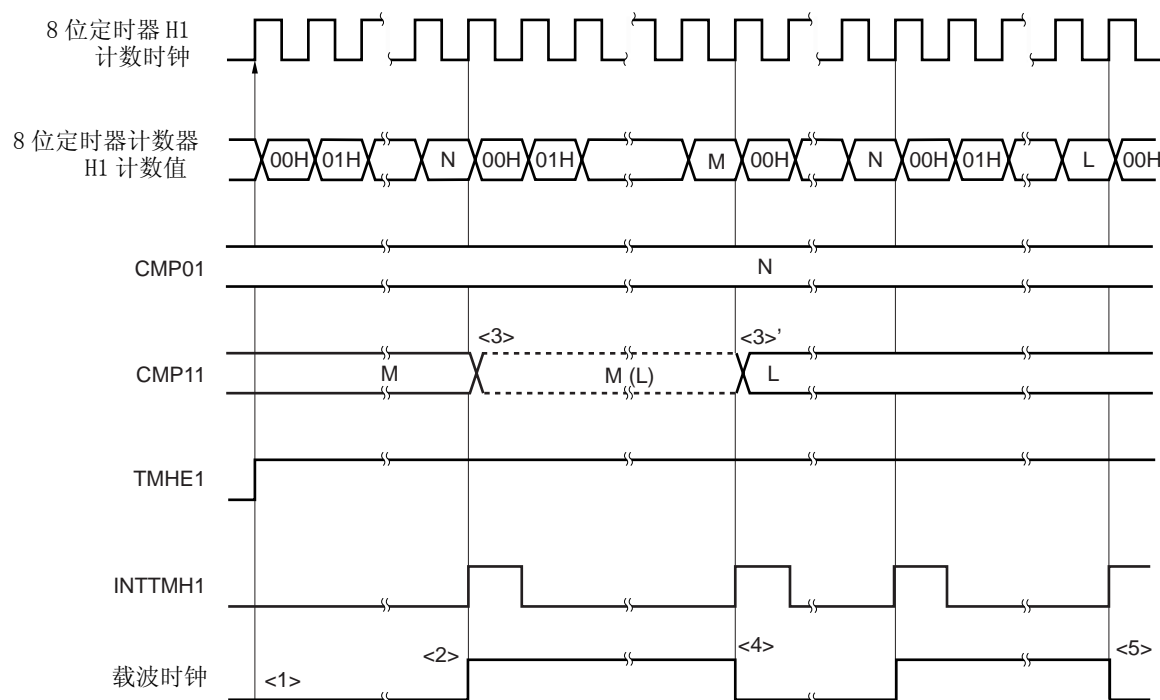 8 位定时器 H1
计数时钟
8 位定时器计数器
H1 计数值
00H 01H N 00H 01H M 00H N 00H 01H L 00H
CMP01 N
<3> <3>’
CMP11 M M (L) L
TMHE1
INTTMH1
<2> <4> <5>
载波时钟 <1>